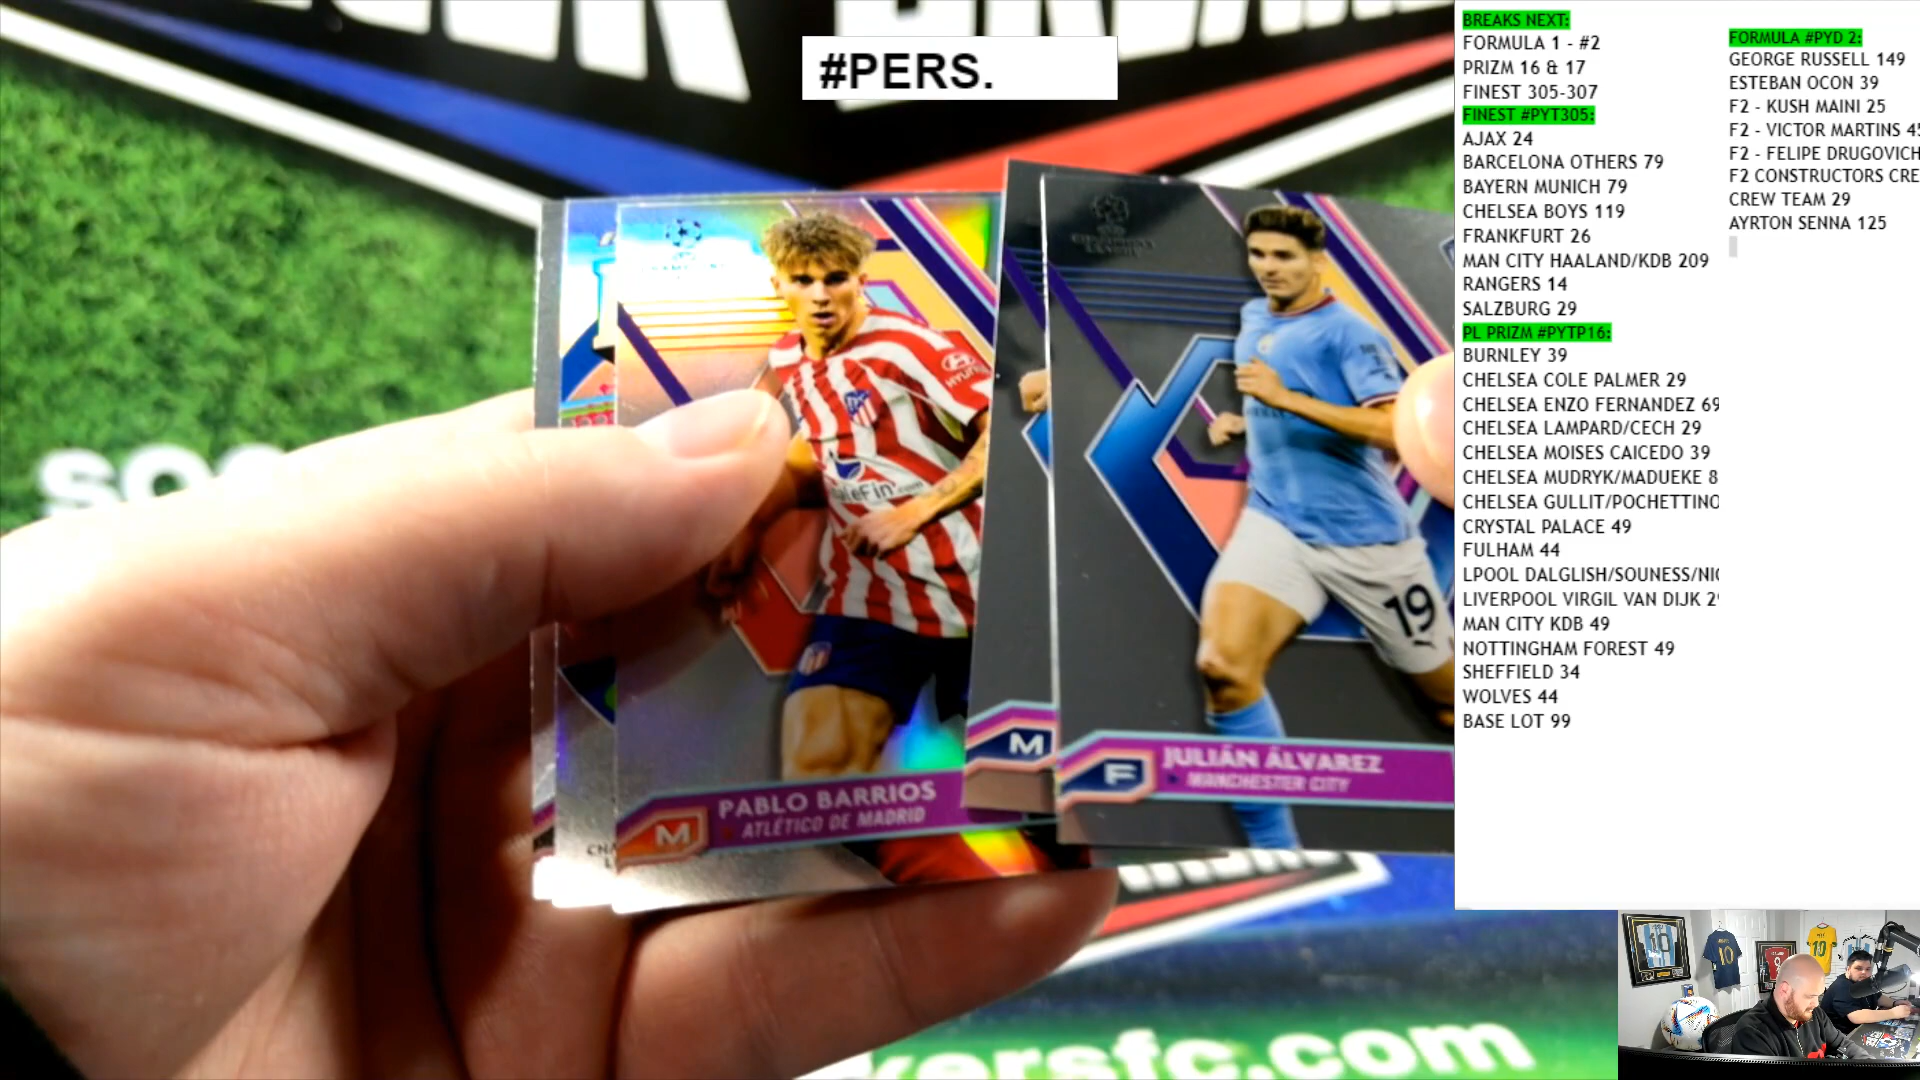 #PERS.
BREAKS NEXT:
FORMULA 1 - #2
PRIZM 16 & 17
FINEST 305-307
FINEST #PYT305:
AJAX 24
BARCELONA OTHERS 79
BAYERN MUNICH 79
CHELSEA BOYS 119
FRANKFURT 26
MAN CITY HAALAND/KDB 209
RANGERS 14
SALZBURG 29
PL PRIZM #PYTP16:
BURNLEY 39
CHELSEA COLE PALMER 29
CHELSEA ENZO FERNANDEZ 69
CHELSEA LAMPARD/CECH 29
CHELSEA MOISES CAICEDO 39
CHELSEA MUDRYK/MADUEKE 8
CHELSEA GULLIT/POCHETTINO
CRYSTAL PALACE 49
FULHAM 44
LPOOL DALGLISH/SOUNESS/NI
LIVERPOOL VIRGIL VAN DIJK 2
MAN CITY KDB 49
NOTTINGHAM FOREST 49
SHEFFIELD 34
WOLVES 44
BASE LOT 99
FORMULA #PYD 2:
GEORGE RUSSELL 149
ESTEBAN OCON 39
F2 - KUSH MAINI 25
F2 - VICTOR MARTINS 45
F2 - FELIPE DRUGOVICH
F2 CONSTRUCTORS CRE
CREW TEAM 29
AYRTON SENNA 125
M
PABLO BARRIOS
ATLÉTICO DE MADRID
HYUNDAI
M
19
F
JULIÁN ÁLVAREZ
MANCHESTER CITY
kersfc.com